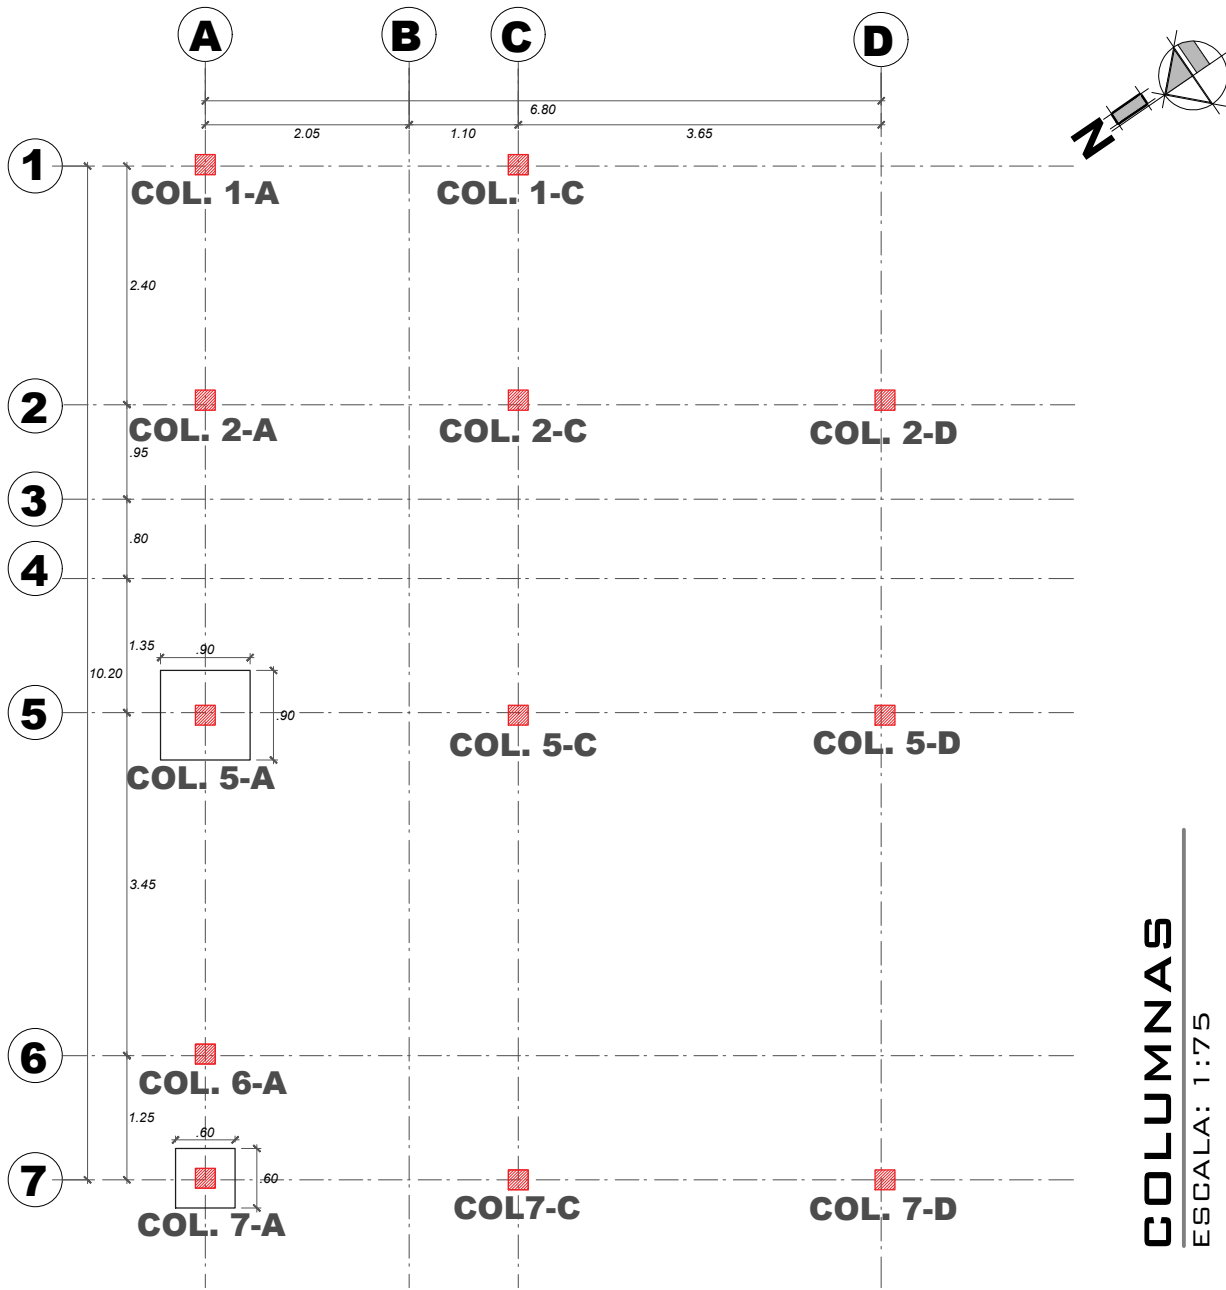 A
B
C
D
6.80
2.05
1.10
3.65
N
1
COL. 1-A
COL. 1-C
2.40
2
COL. 2-A
COL. 2-C
COL. 2-D
.95
3
.80
4
1.35
.90
10.20
5
.90
COL. 5-C
COL. 5-D
COL. 5-A
3.45
6
COL. 6-A
1.25
.60
7
.60
COL7-C
COL. 7-D
COL. 7-A
COLUMNAS
ESCALA: 1:75